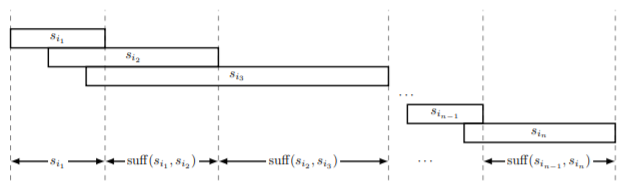 s_{i_1}
s_{i_2}
s_{i_3}
...
s_{i_{n-1}}
s_{i_n}
s_{i_1} suff(s_{i_1}, s_{i_2}) suff(s_{i_2}, s_{i_3}) ... suff(s_{i_{n-1}}, s_{i_n})